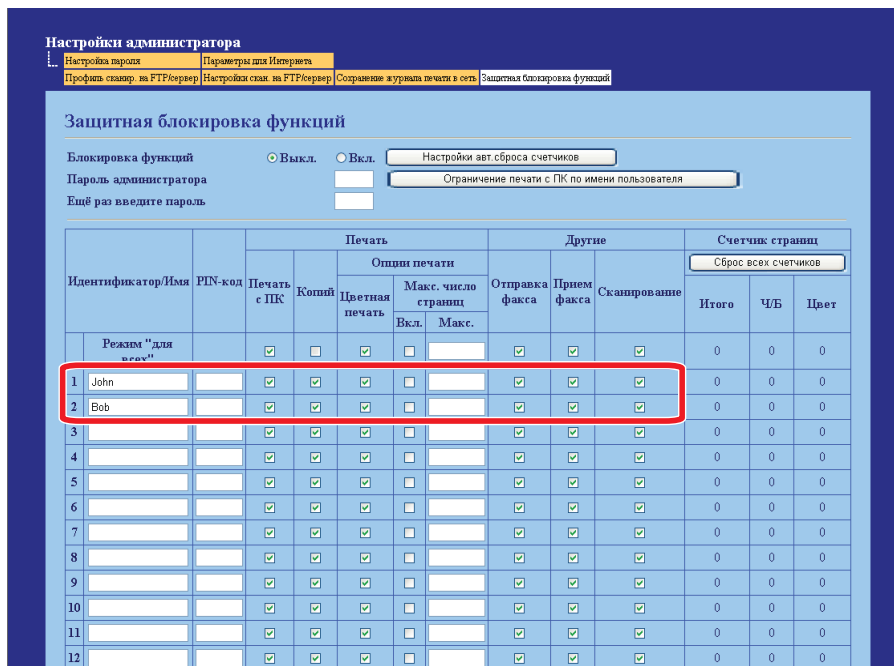 Настройки администратора
Настройка пароля Параметры для Интернета
Профиль сканир. на FTP/сервер Настройки скан. на FTP/сервер Сохранение журнала печати в сеть Защитная блокировка функций
Защитная блокировка функций
Блокировка функций Выкл. Вкл. Настройки авт.сброса счетчиков
Пароль администратора Ограничение печати с ПК по имени пользователя
Ещё раз введите пароль
Печать Другие Счетчик страниц
Опции печати Сброс всех счетчиков
Идентификатор/Имя PIN-код Печать с ПК Копий Цветная печать Макс. число страниц Отправка факса Прием факса Сканирование Итого Ч/Б Цвет
Вкл. Макс.
Режим "для всех" 0 0 0
1 John 0 0 0
2 Bob 0 0 0
3 0 0 0
4 0 0 0
5 0 0 0
6 0 0 0
7 0 0 0
8 0 0 0
9 0 0 0
10 0 0 0
11 0 0 0
12 0 0 0